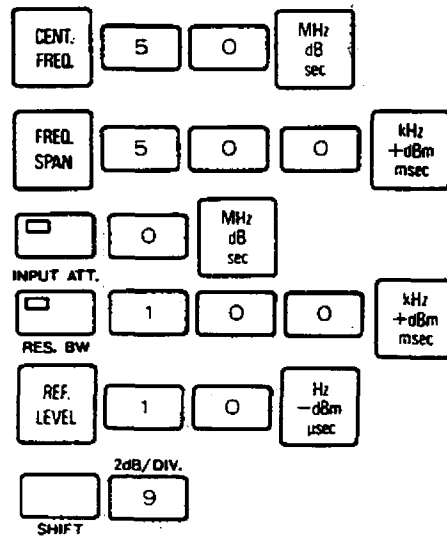 CENT. FREQ. 5 0 MHz dB sec
FREQ. SPAN 5 0 0 kHz +dBm msec
0 MHz dB sec
INPUT ATT.
1 0 0 kHz +dBm msec
RES. BW
REF. LEVEL 1 0 Hz −dBm μsec
2dB/DIV.
9
SHIFT